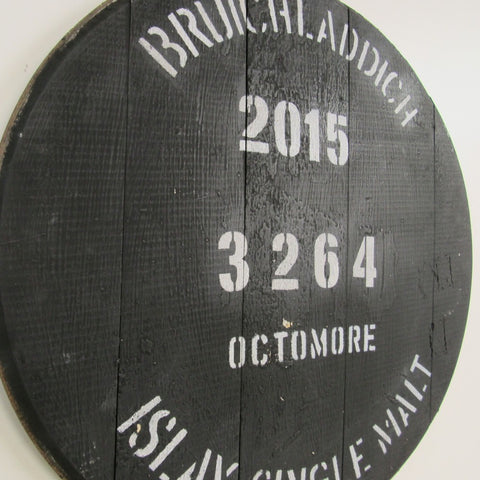 BRUICHLADDICH
2015
3264
OCTOMORE
ISLAY SINGLE MALT